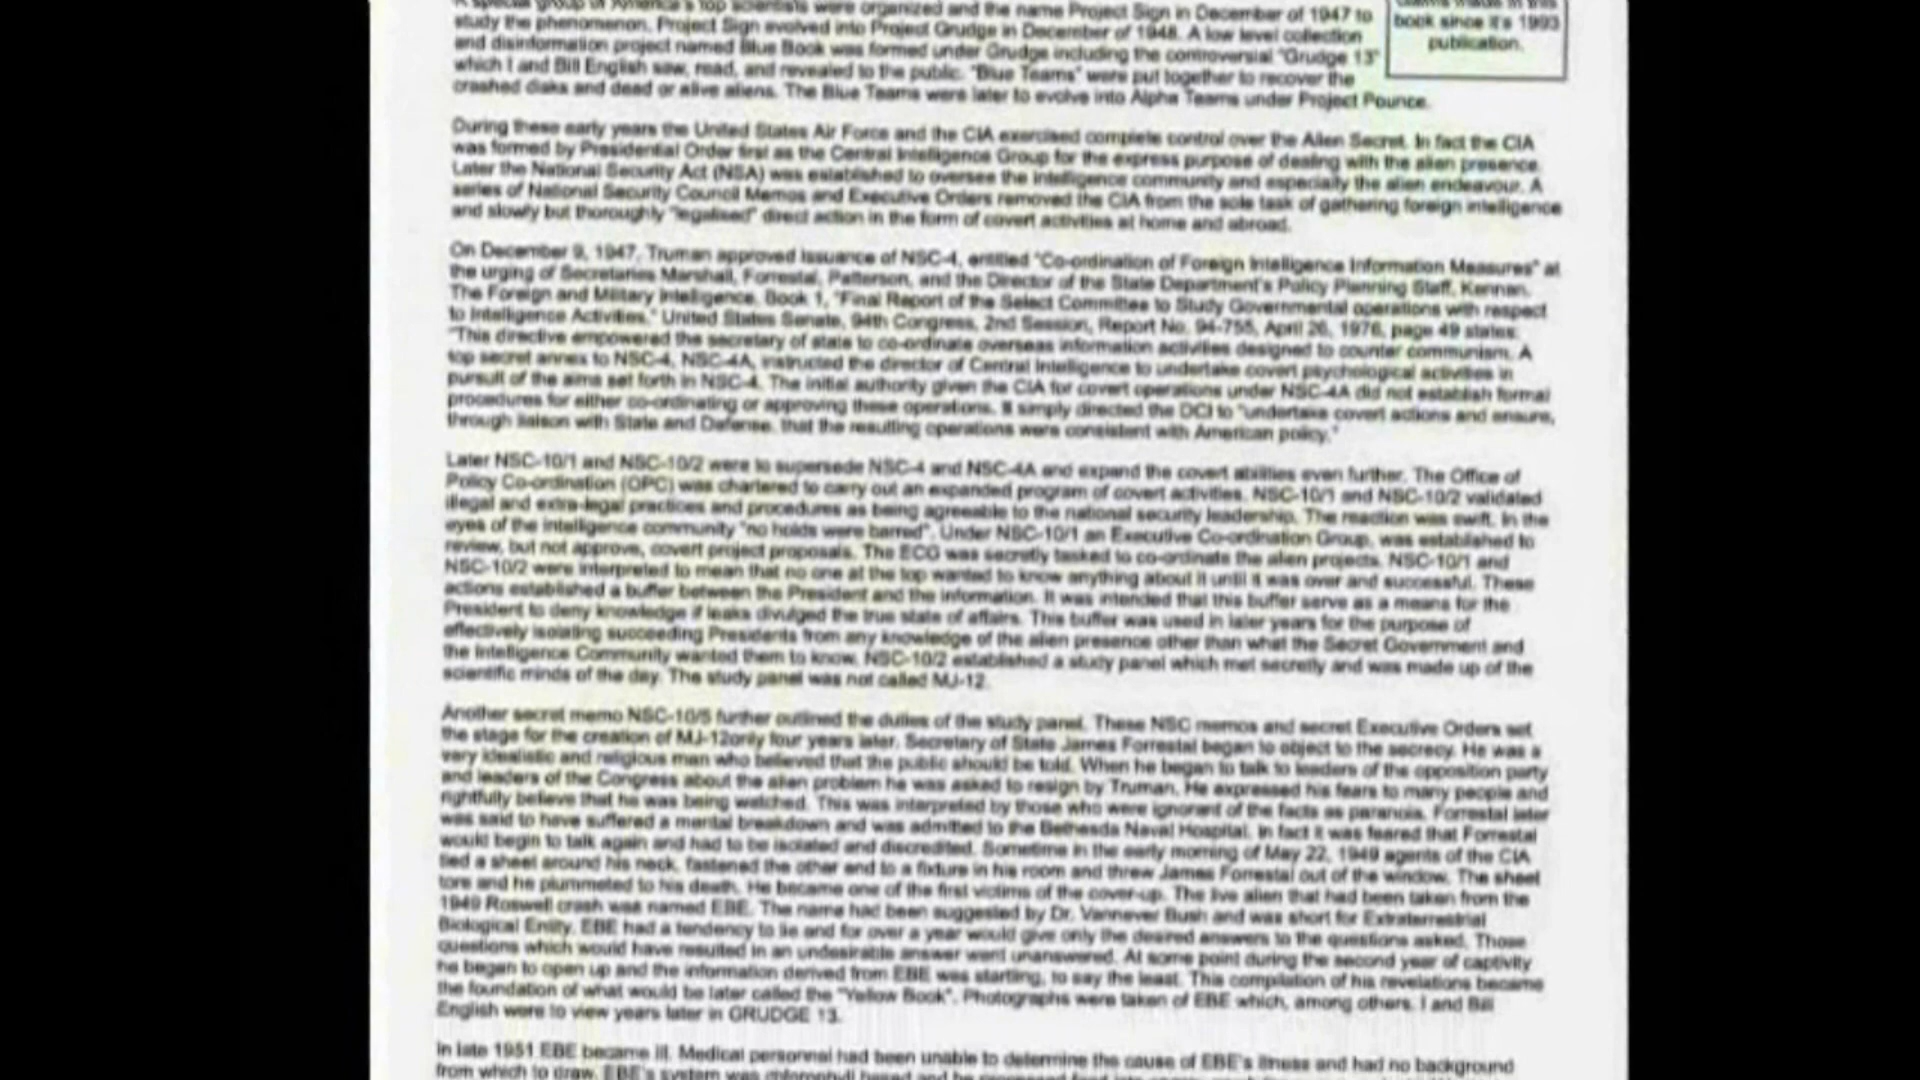 A special group of America's top scientists were organized and the name Project Sign in December of 1947 to
study the phenomenon. Project Sign evolved into Project Grudge in December of 1948. A low level collection
and disinformation project named Blue Book was formed under Grudge including the controversial "Grudge 13"
which I and Bill English saw, read, and revealed to the public. "Blue Teams" were put together to recover the
crashed disks and dead or alive aliens. The Blue Teams were later to evolve into Alpha Teams under Project Pounce.
claims made in this
book since it's 1993
publication.
During these early years the United States Air Force and the CIA exercised complete control over the Alien Secret. In fact the CIA
was formed by Presidential Order first as the Central Intelligence Group for the express purpose of dealing with the alien presence.
Later the National Security Act (NSA) was established to oversee the intelligence community and especially the alien endeavour. A
series of National Security Council Memos and Executive Orders removed the CIA from the sole task of gathering foreign intelligence
and slowly but thoroughly "legalised" direct action in the form of covert activities at home and abroad.
On December 9, 1947, Truman approved issuance of NSC-4, entitled "Co-ordination of Foreign Intelligence Information Measures" at
the urging of Secretaries Marshall, Forrestal, Patterson, and the Director of the State Department's Policy Planning Staff, Kennan.
The Foreign and Military Intelligence, Book 1, "Final Report of the Select Committee to Study Governmental operations with respect
to Intelligence Activities." United States Senate, 94th Congress, 2nd Session, Report No. 94-755, April 26, 1976, page 49 states:
"This directive empowered the secretary of state to co-ordinate overseas information activities designed to counter communism. A
top secret annex to NSC-4, NSC-4A, instructed the director of Central Intelligence to undertake covert psychological activities in
pursuit of the aims set forth in NSC-4. The initial authority given the CIA for covert operations under NSC-4A did not establish formal
procedures for either co-ordinating or approving these operations. It simply directed the DCI to "undertake covert actions and ensure,
through liaison with State and Defense, that the resulting operations were consistent with American policy."
Later NSC-10/1 and NSC-10/2 were to supersede NSC-4 and NSC-4A and expand the covert abilities even further. The Office of
Policy Co-ordination (OPC) was chartered to carry out an expanded program of covert activities. NSC-10/1 and NSC-10/2 validated
illegal and extra-legal practices and procedures as being agreeable to the national security leadership. The reaction was swift. In the
eyes of the intelligence community "no holds were barred". Under NSC-10/1 an Executive Co-ordination Group, was established to
review, but not approve, covert project proposals. The ECG was secretly tasked to co-ordinate the alien projects. NSC-10/1 and
NSC-10/2 were interpreted to mean that no one at the top wanted to know anything about it until it was over and successful. These
actions established a buffer between the President and the information. It was intended that this buffer serve as a means for the
President to deny knowledge if leaks divulged the true state of affairs. This buffer was used in later years for the purpose of
effectively isolating succeeding Presidents from any knowledge of the alien presence other than what the Secret Government and
the Intelligence Community wanted them to know. NSC-10/2 established a study panel which met secretly and was made up of the
scientific minds of the day. The study panel was not called MJ-12.
Another secret memo NSC-10/5 further outlined the duties of the study panel. These NSC memos and secret Executive Orders set
the stage for the creation of MJ-12only four years later. Secretary of State James Forrestal began to object to the secrecy. He was a
very idealistic and religious man who believed that the public should be told. When he began to talk to leaders of the opposition party
and leaders of the Congress about the alien problem he was asked to resign by Truman. He expressed his fears to many people and
rightfully believe that he was being watched. This was interpreted by those who were ignorant of the facts as paranoia. Forrestal later
was said to have suffered a mental breakdown and was admitted to the Bethesda Naval Hospital. In fact it was feared that Forrestal
would begin to talk again and had to be isolated and discredited. Sometime in the early morning of May 22, 1949 agents of the CIA
tied a sheet around his neck, fastened the other end to a fixture in his room and threw James Forrestal out of the window. The sheet
tore and he plummeted to his death. He became one of the first victims of the cover-up. The live alien that had been taken from the
1949 Roswell crash was named EBE. The name had been suggested by Dr. Vannever Bush and was short for Extraterrestrial
Biological Entity. EBE had a tendency to lie and for over a year would give only the desired answers to the questions asked. Those
questions which would have resulted in an undesirable answer went unanswered. At some point during the second year of captivity
he began to open up and the information derived from EBE was startling, to say the least. This compilation of his revelations became
the foundation of what would be later called the "Yellow Book". Photographs were taken of EBE which, among others, I and Bill
English were to view years later in GRUDGE 13.
In late 1951 EBE became ill. Medical personnel had been unable to determine the cause of EBE's illness and had no background
from which to draw. EBE's system was chlorophyll based and he processed food into energy